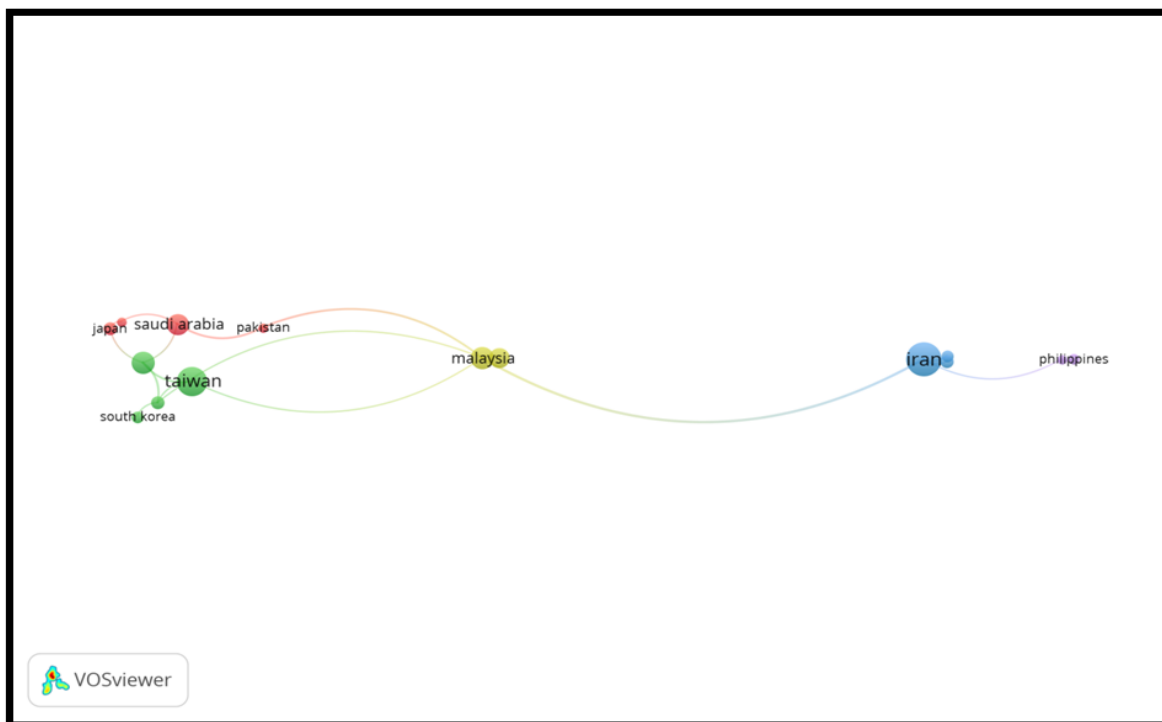 japan
saudi arabia
pakistan
taiwan
south korea
malaysia
iran
philippines
VOSviewer